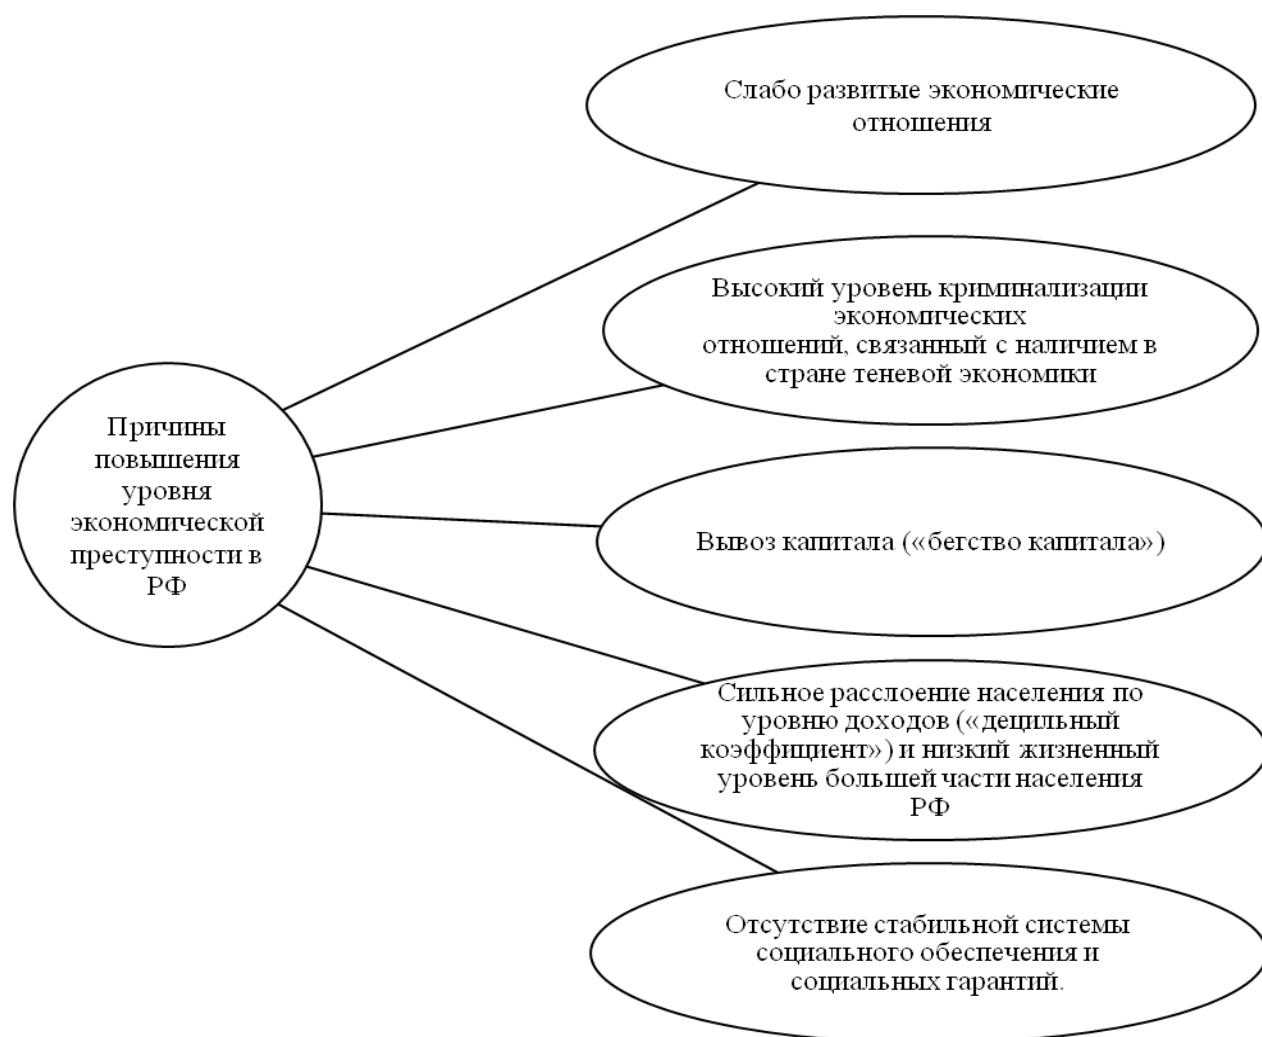 Слабо развитые экономические
отношения
Высокий уровень криминализации
экономических
отношений, связанный с наличием в
стране теневой экономики
Причины
повышения
уровня
экономической
преступности в
РФ
Вывоз капитала («бегство капитала»)
Сильное расслоение населения по
уровню доходов («децильный
коэффициент») и низкий жизненный
уровень большей части населения
РФ
Отсутствие стабильной системы
социального обеспечения и
социальных гарантий.